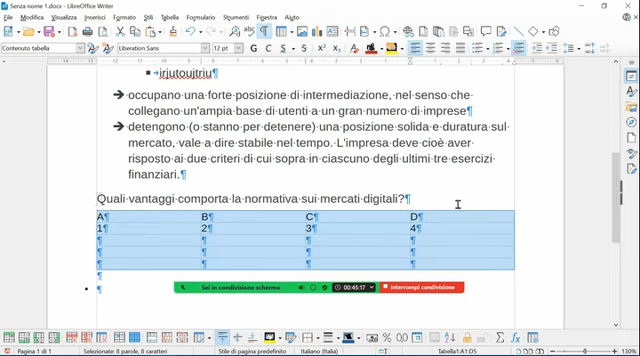 Senza nome 1.docx — LibreOffice Writer
File Modifica Visualizza Inserisci Formato Stili Tabella Formulario Strumenti Finestra Aiuto
Contenuto tabella Liberation Sans 12 pt G C S
irjutoujtriu¶
occupano·una·forte·posizione·di·intermediazione,·nel·senso·che·
collegano·un'ampia·base·di·utenti·a·un·gran·numero·di·imprese¶
detengono·(o·stanno·per·detenere)·una·posizione·solida·e·duratura·sul·
mercato,·vale·a·dire·stabile·nel·tempo.·L'impresa·deve·cioè·aver·
risposto·ai·due·criteri·di·cui·sopra·in·ciascuno·degli·ultimi·tre·esercizi·
finanziari.¶
Quali·vantaggi·comporta·la·normativa·sui·mercati·digitali?¶
A¶ B¶ C¶ D¶
1¶ 2¶ 3¶ 4¶
¶ ¶ ¶ ¶
¶ ¶ ¶ ¶
¶ ¶ ¶ ¶
¶
¶
Sei in condivisione schermo 00:45:17 Interrompi condivisione
Pagina 1 di 1 Selezionate: 8 parole, 8 caratteri Stile di pagina predefinito Italiano (Italia) Tabella1:A1:D5 130%